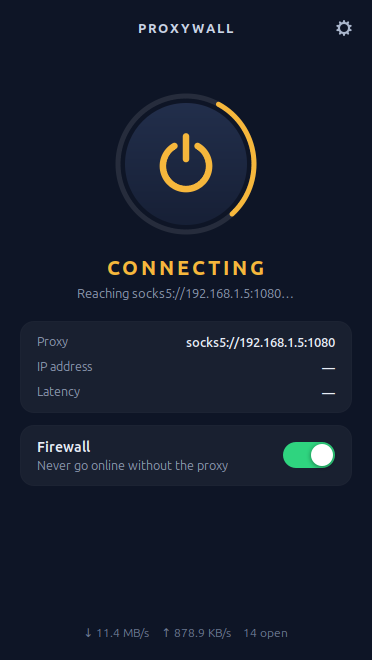 PROXYWALL
CONNECTING
Reaching socks5://192.168.1.5:1080…
Proxy socks5://192.168.1.5:1080
IP address —
Latency —
Firewall
Never go online without the proxy
↓ 11.4 MB/s ↑ 878.9 KB/s 14 open